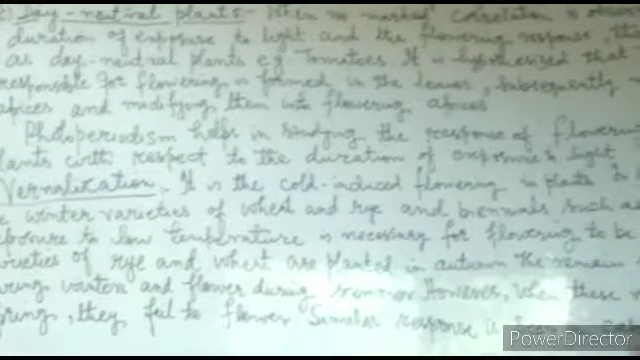 Day-neutral plants - When no marked correlation is
duration of exposure to light and the flowering response, the
as day-neutral plants e.g Tomatoes. It is hypothesized that
responsible for flowering is formed in the leaves, subsequently
apices and modifying them into flowering apices
Photoperiodism helps in studying the response of flowering
plants with respect to the duration of exposure to light
Vernalization. It is the cold-induced flowering in plants
winter varieties of wheat and rye and biennials such as
exposure to low temperature is necessary for flowering to be
varieties of rye and wheat are planted in autumn The remain
during winter and flower during summer However, when these
spring, they fail to flower Similar response is
PowerDirector